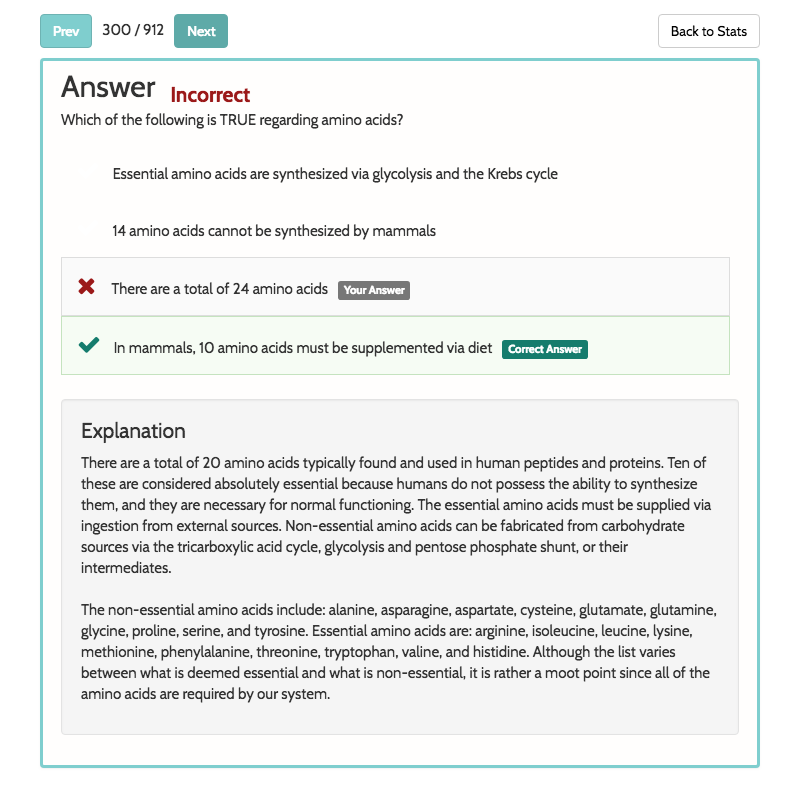 Prev 300 / 912 Next Back to Stats
Answer Incorrect
Which of the following is TRUE regarding amino acids?
Essential amino acids are synthesized via glycolysis and the Krebs cycle
14 amino acids cannot be synthesized by mammals
There are a total of 24 amino acids Your Answer
In mammals, 10 amino acids must be supplemented via diet Correct Answer
Explanation
There are a total of 20 amino acids typically found and used in human peptides and proteins. Ten of
these are considered absolutely essential because humans do not possess the ability to synthesize
them, and they are necessary for normal functioning. The essential amino acids must be supplied via
ingestion from external sources. Non-essential amino acids can be fabricated from carbohydrate
sources via the tricarboxylic acid cycle, glycolysis and pentose phosphate shunt, or their
intermediates.
The non-essential amino acids include: alanine, asparagine, aspartate, cysteine, glutamate, glutamine,
glycine, proline, serine, and tyrosine. Essential amino acids are: arginine, isoleucine, leucine, lysine,
methionine, phenylalanine, threonine, tryptophan, valine, and histidine. Although the list varies
between what is deemed essential and what is non-essential, it is rather a moot point since all of the
amino acids are required by our system.